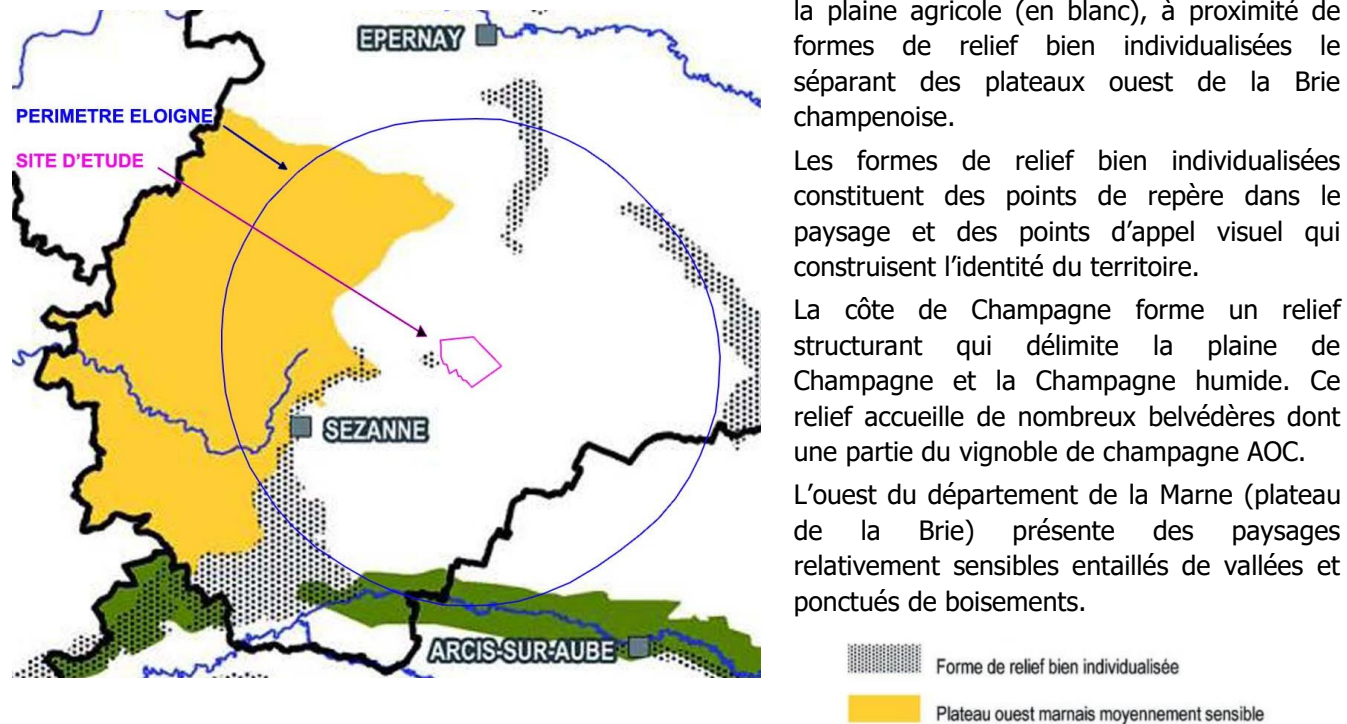 EPERNAY
PERIMETRE ELOIGNE
SITE D'ETUDE
SEZANNE
ARCIS-SUR-AUBE
la plaine agricole (en blanc), à proximité de
formes de relief bien individualisées le
séparant des plateaux ouest de la Brie
champenoise.
Les formes de relief bien individualisées
constituent des points de repère dans le
paysage et des points d'appel visuel qui
construisent l'identité du territoire.
La côte de Champagne forme un relief
structurant qui délimite la plaine de
Champagne et la Champagne humide. Ce
relief accueille de nombreux belvédères dont
une partie du vignoble de champagne AOC.
L'ouest du département de la Marne (plateau
de la Brie) présente des paysages
relativement sensibles entaillés de vallées et
ponctués de boisements.
Forme de relief bien individualisée
Plateau ouest marnais moyennement sensible